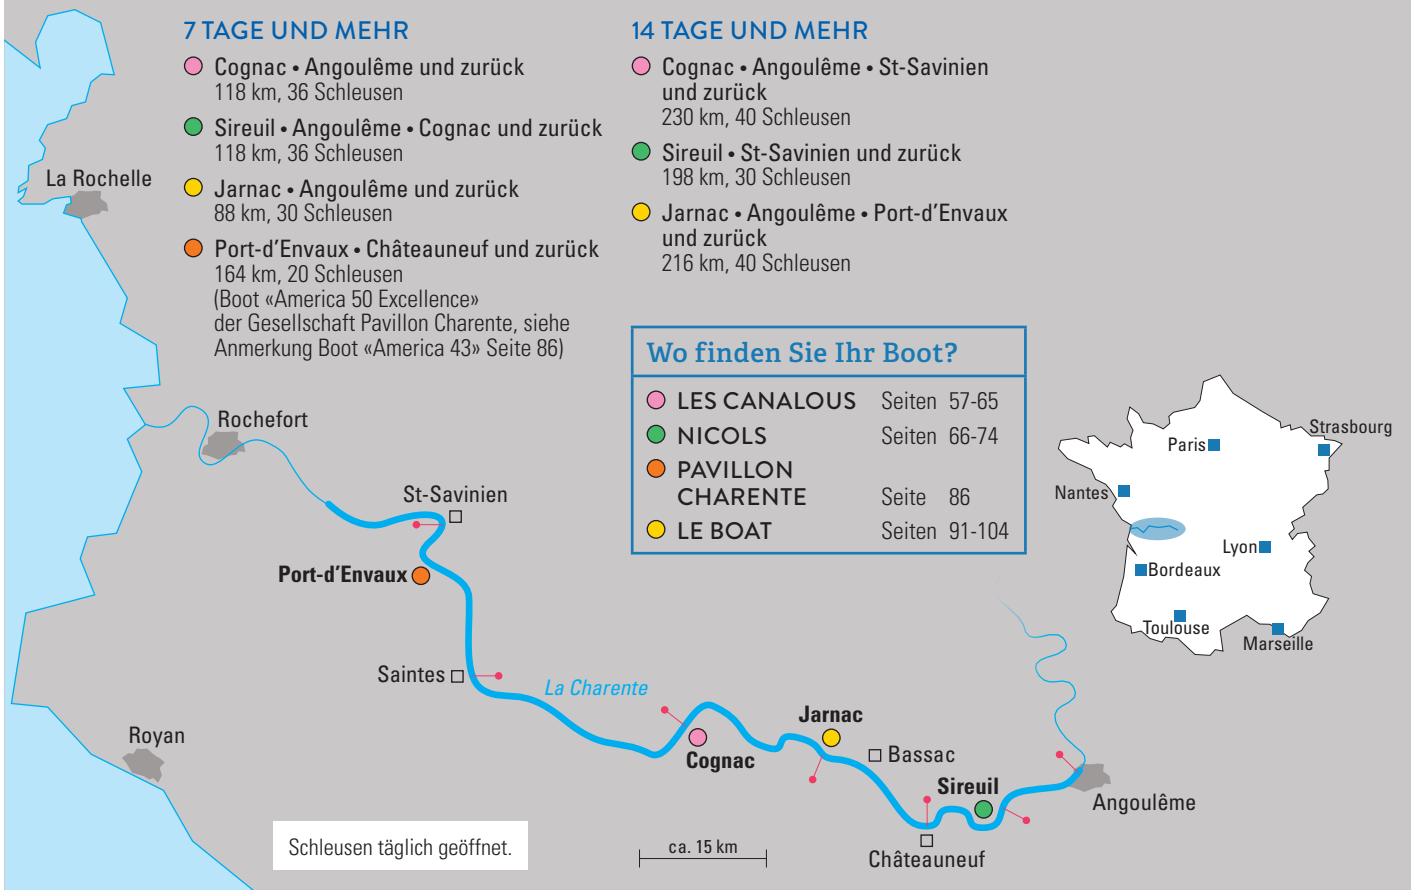 7 TAGE UND MEHR
Cognac • Angoulême und zurück
118 km, 36 Schleusen
Sireuil • Angoulême • Cognac und zurück
118 km, 36 Schleusen
Jarnac • Angoulême und zurück
88 km, 30 Schleusen
Port-d'Envaux • Châteauneuf und zurück
164 km, 20 Schleusen
(Boot «America 50 Excellence»
der Gesellschaft Pavillon Charente, siehe
Anmerkung Boot «America 43» Seite 86)
14 TAGE UND MEHR
Cognac • Angoulême • St-Savinien
und zurück
230 km, 40 Schleusen
Sireuil • St-Savinien und zurück
198 km, 30 Schleusen
Jarnac • Angoulême • Port-d'Envaux
und zurück
216 km, 40 Schleusen
Wo finden Sie Ihr Boot?
LES CANALOUS Seiten 57-65
NICOLS Seiten 66-74
PAVILLON
CHARENTE Seite 86
LE BOAT Seiten 91-104
La Rochelle
Rochefort
St-Savinien
Port-d'Envaux
Saintes
La Charente
Royan
Cognac
Jarnac
Bassac
Sireuil
Châteauneuf
Angoulême
Schleusen täglich geöffnet.
ca. 15 km
Paris
Strasbourg
Nantes
Lyon
Bordeaux
Toulouse
Marseille